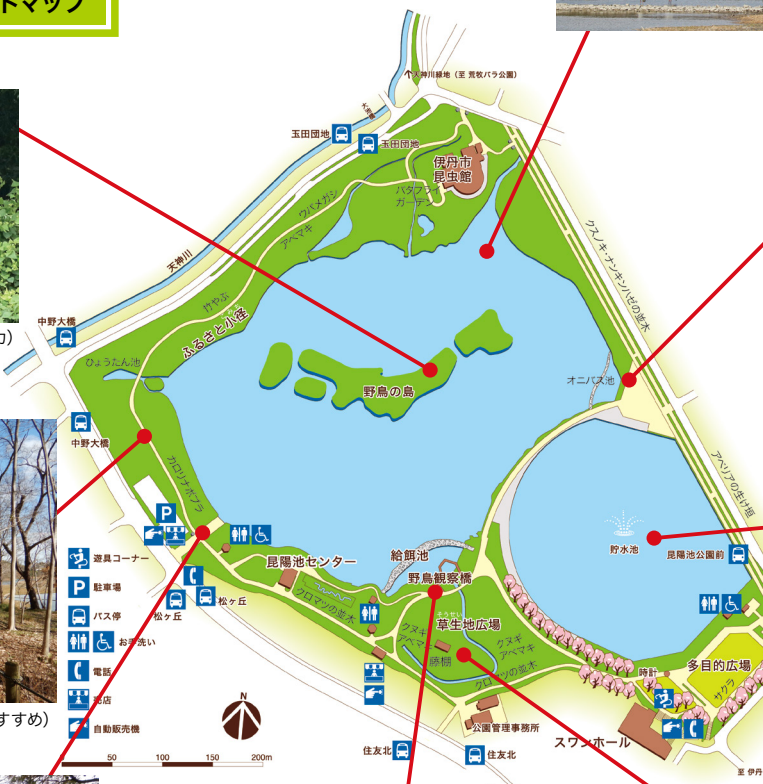 ドマップ
天神川緑地（至 荒牧バラ公園）
玉田団地
玉田団地
伊丹市
昆虫館
バタフライ
ガーデン
ウバメガシ
アベマキ
天神川
竹やぶ
ふるさと小径
中野大橋
ひょうたん池
クスノキ・ナンキンハゼの並木
野鳥の島
オニバス池
中野大橋
カロリナポプラ
アベリアの生け垣
P
貯水池
昆陽池公園前
昆陽池センター
給餌池
野鳥観察橋
松ヶ丘
松ヶ丘
クロマツの並木
クヌギ
アベマキ
そうせい
草生地広場
クヌギ
アベマキ
藤棚
クロマツの並木
時計
多目的広場
サクラ
公園管理事務所
スワンホール
住友北
住友北
至 伊丹
遊具コーナー
P 駐車場
バス停
お手洗い
電話
売店
自動販売機
すすめ)
N
50 100 150 200m